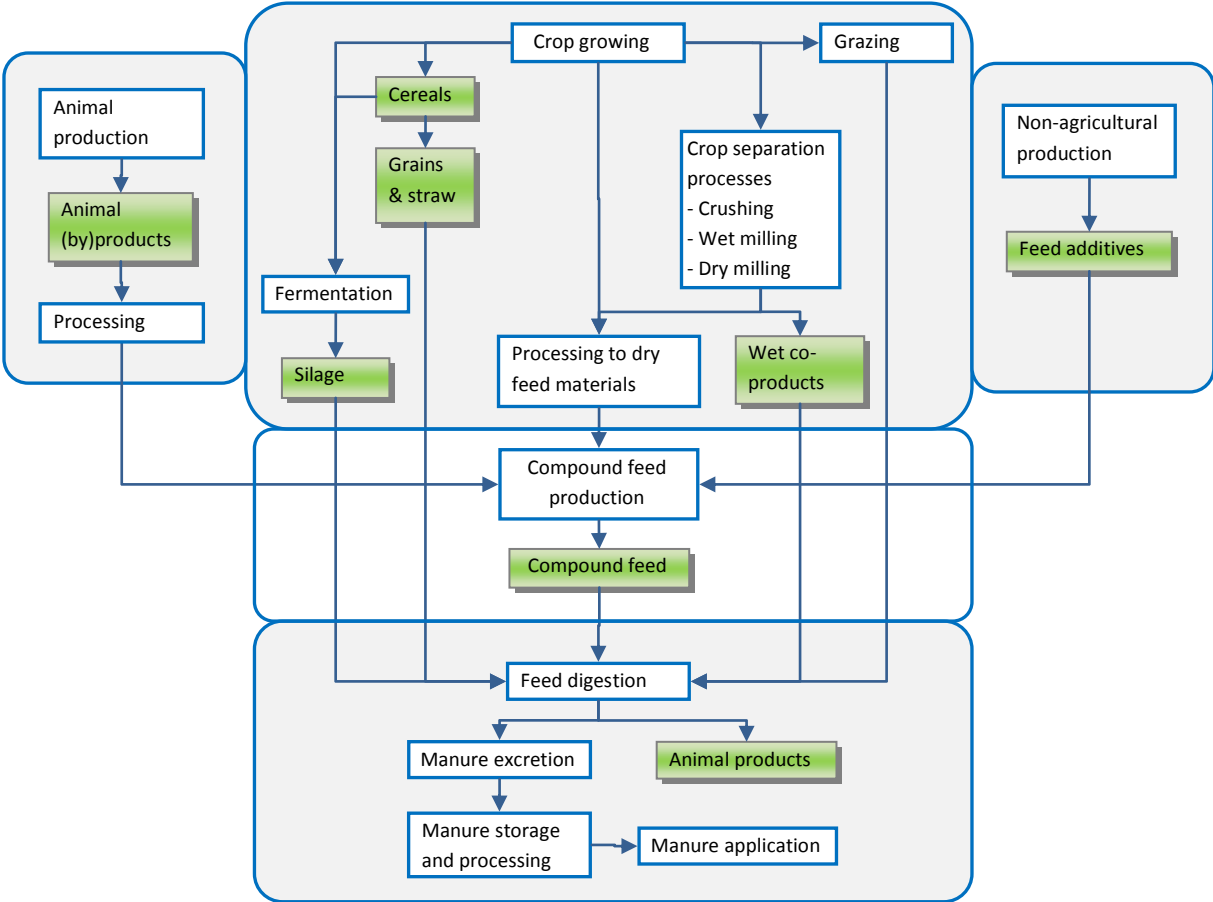 Crop growing
Grazing
Cereals
Grains
& straw
Animal
production
Animal
(by)products
Processing
Fermentation
Silage
Crop separation
processes
- Crushing
- Wet milling
- Dry milling
Processing to dry
feed materials
Wet co-
products
Non-agricultural
production
Feed additives
Compound feed
production
Compound feed
Feed digestion
Manure excretion
Animal products
Manure storage
and processing
Manure application